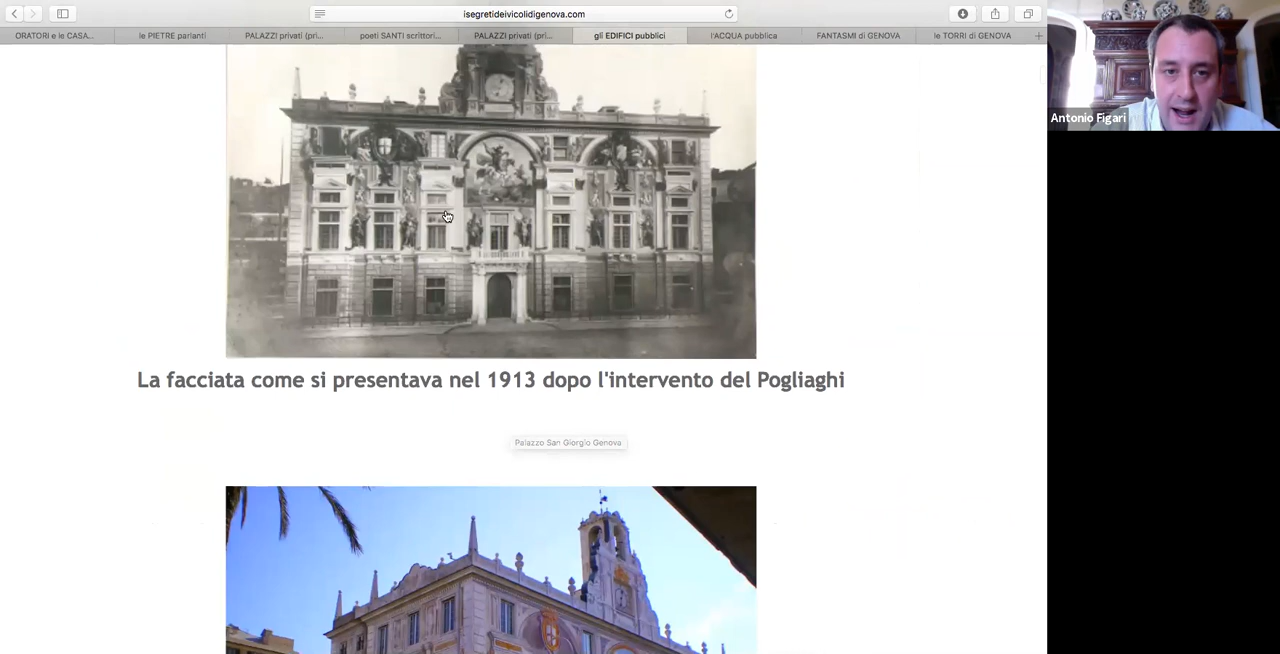 isegretideivicolidigenova.com
ORATORI e le CASA...
le PIETRE parlanti
PALAZZI privati (pri...
poeti SANTI scrittori...
PALAZZI privati (pri...
gli EDIFICI pubblici
l'ACQUA pubblica
FANTASMI di GENOVA
le TORRI di GENOVA
Antonio Figari
La facciata come si presentava nel 1913 dopo l'intervento del Pogliaghi
Palazzo San Giorgio Genova